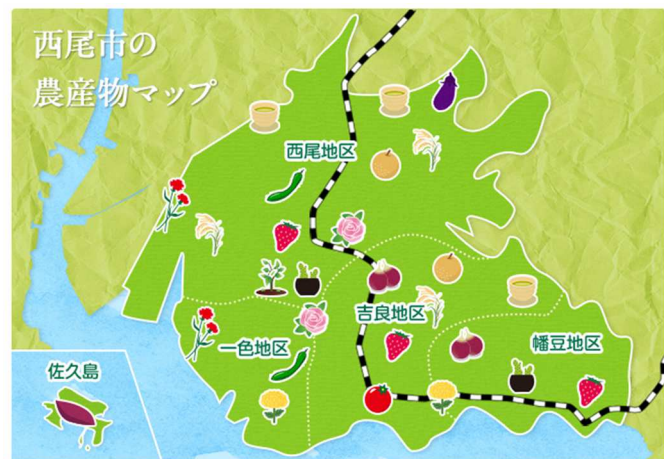 西尾市の
農産物マップ
西尾地区
吉良地区
一色地区
幡豆地区
佐久島